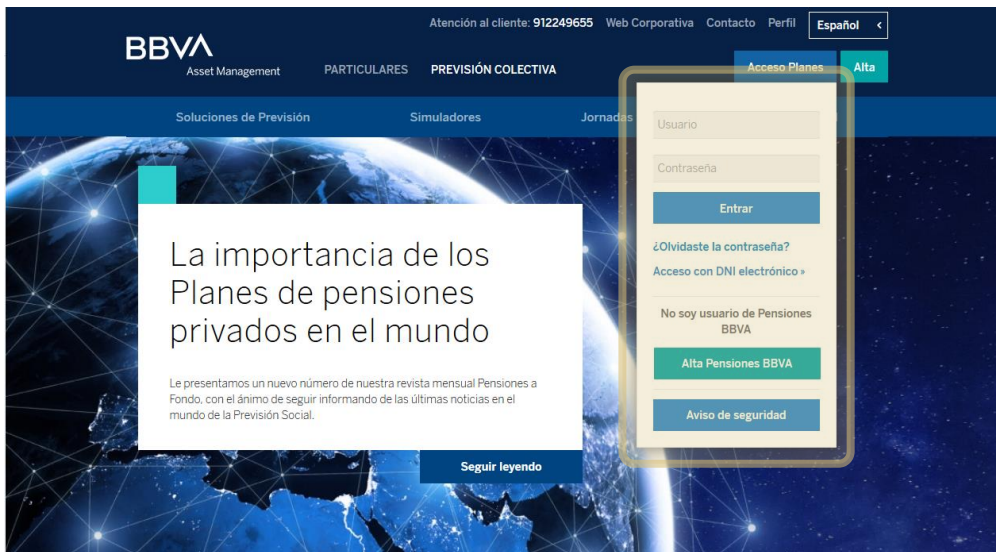 Atención al cliente: 912249655 Web Corporativa Contacto Perfil Español <
BBVA
Asset Management
PARTICULARES PREVISIÓN COLECTIVA
Acceso Planes Alta
Soluciones de Previsión Simuladores Jornadas
Usuario
Contraseña
Entrar
¿Olvidaste la contraseña?
Acceso con DNI electrónico »
No soy usuario de Pensiones
BBVA
Alta Pensiones BBVA
Aviso de seguridad
La importancia de los
Planes de pensiones
privados en el mundo
Le presentamos un nuevo número de nuestra revista mensual Pensiones a
Fondo, con el ánimo de seguir informando de las últimas noticias en el
mundo de la Previsión Social.
Seguir leyendo